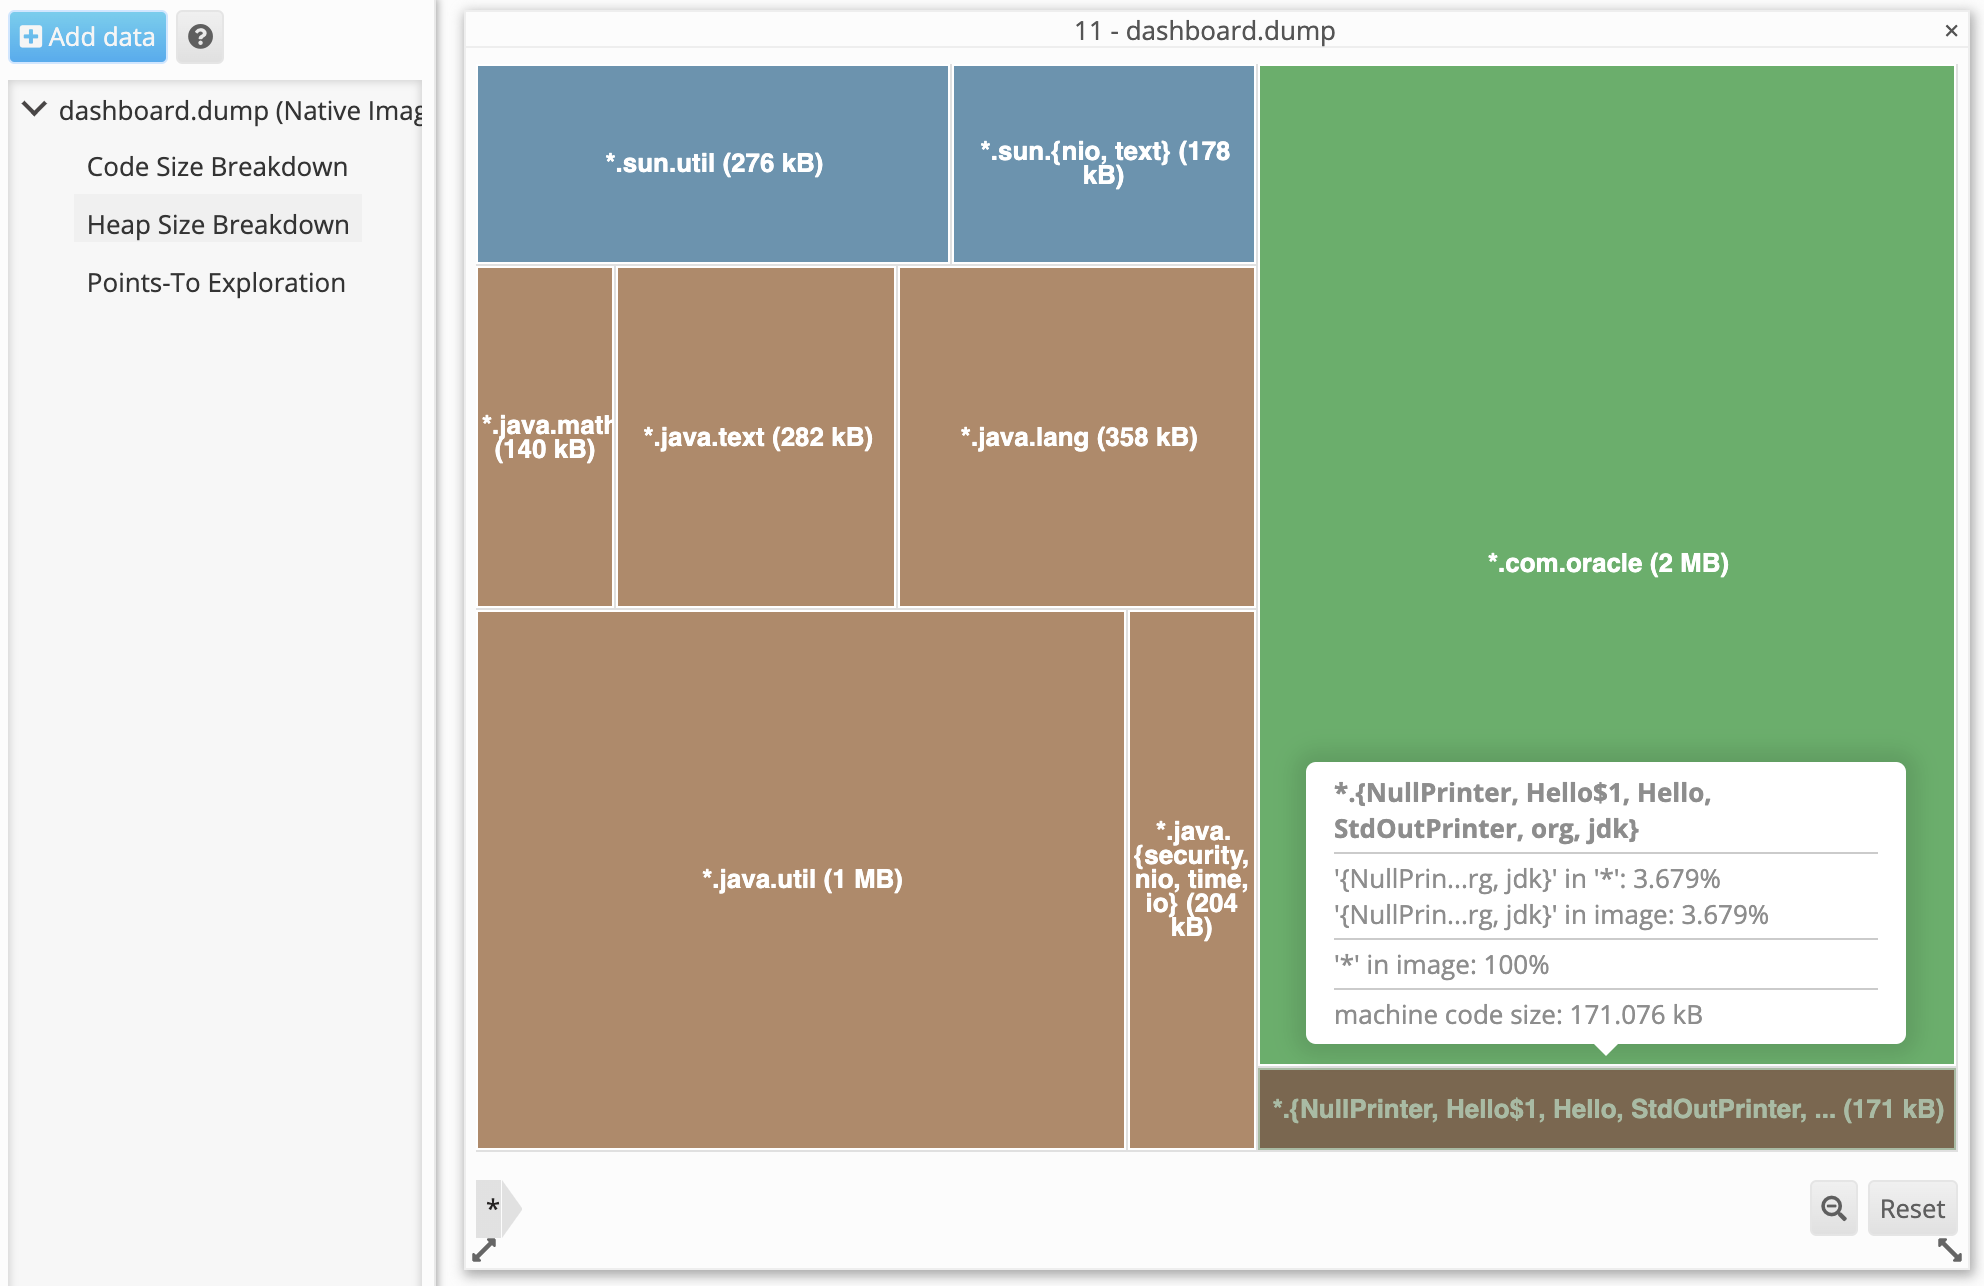 Add data
?
11 - dashboard.dump
×
dashboard.dump (Native Imag
Code Size Breakdown
Heap Size Breakdown
Points-To Exploration
*.sun.util (276 kB)
*.sun.{nio, text} (178
kB)
*.java.math
(140 kB)
*.java.text (282 kB)
*.java.lang (358 kB)
*.com.oracle (2 MB)
*.java.util (1 MB)
*.java.
{security,
nio, time,
io} (204
kB)
*.{NullPrinter, Hello$1, Hello,
StdOutPrinter, org, jdk}
'{NullPrin...rg, jdk}' in '*': 3.679%
'{NullPrin...rg, jdk}' in image: 3.679%
'*' in image: 100%
machine code size: 171.076 kB
*.{NullPrinter, Hello$1, Hello, StdOutPrinter, ... (171 kB)
*
Reset